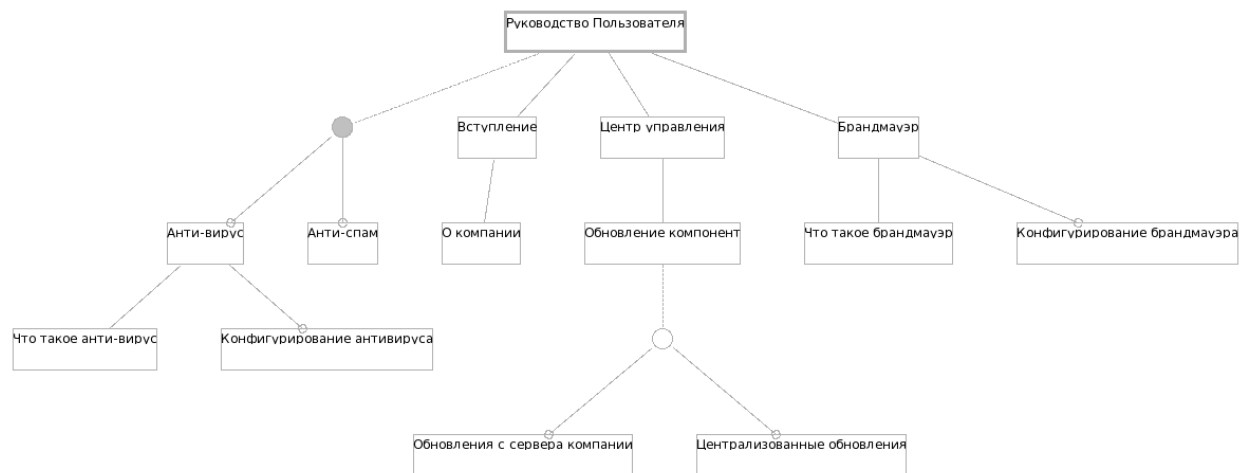 Руководство Пользователя
Вступление
Центр управления
Брандмауэр
Анти-вирус
Анти-спам
О компании
Обновление компонент
Что такое брандмауэр
Конфигурирование брандмауэра
Что такое анти-вирус
Конфигурирование антивируса
Обновления с сервера компании
Централизованные обновления